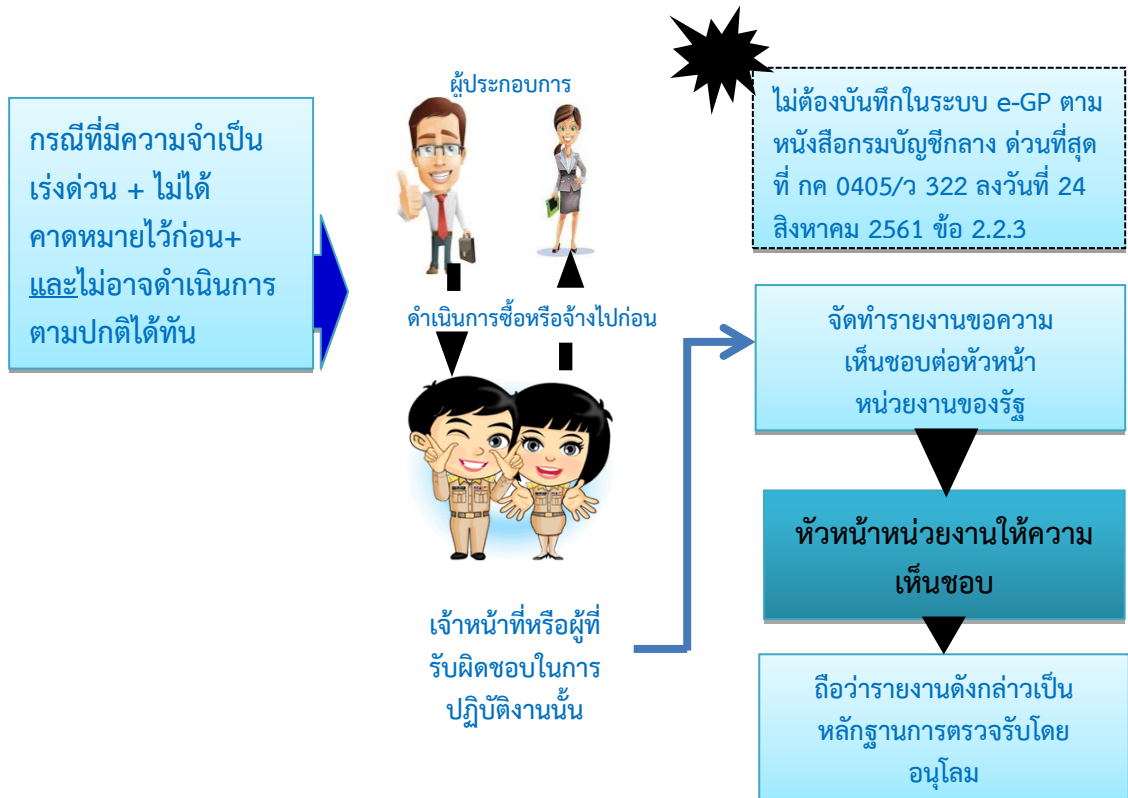 กรณีที่มีความจำเป็น
เร่งด่วน + ไม่ได้
คาดหมายไว้ก่อน+
และไม่อาจดำเนินการ
ตามปกติได้ทัน
ผู้ประกอบการ
ดำเนินการซื้อหรือจ้างไปก่อน
เจ้าหน้าที่หรือผู้ที่
รับผิดชอบในการ
ปฏิบัติงานนั้น
ไม่ต้องบันทึกในระบบ e-GP ตาม
หนังสือกรมบัญชีกลาง ด่วนที่สุด
ที่ กค 0405/ว 322 ลงวันที่ 24
สิงหาคม 2561 ข้อ 2.2.3
จัดทำรายงานขอความ
เห็นชอบต่อหัวหน้า
หน่วยงานของรัฐ
หัวหน้าหน่วยงานให้ความ
เห็นชอบ
ถือว่ารายงานดังกล่าวเป็น
หลักฐานการตรวจรับโดย
อนุโลม